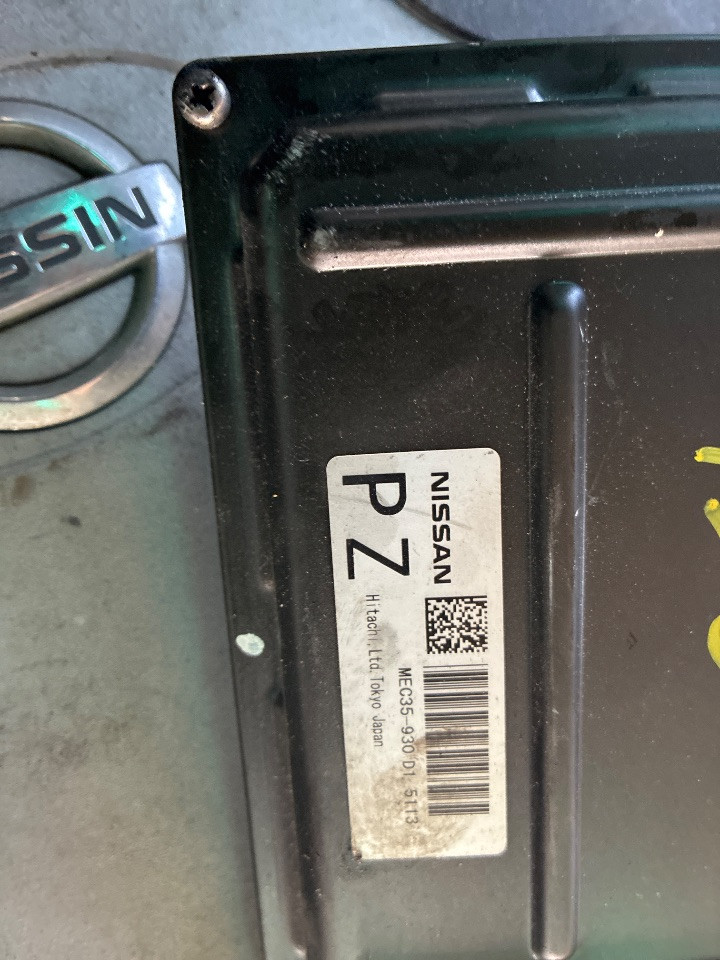 NISSAN
NISSAN
PZ
MEC35-930 D1 5113
Hitachi,Ltd.Tokyo Japan